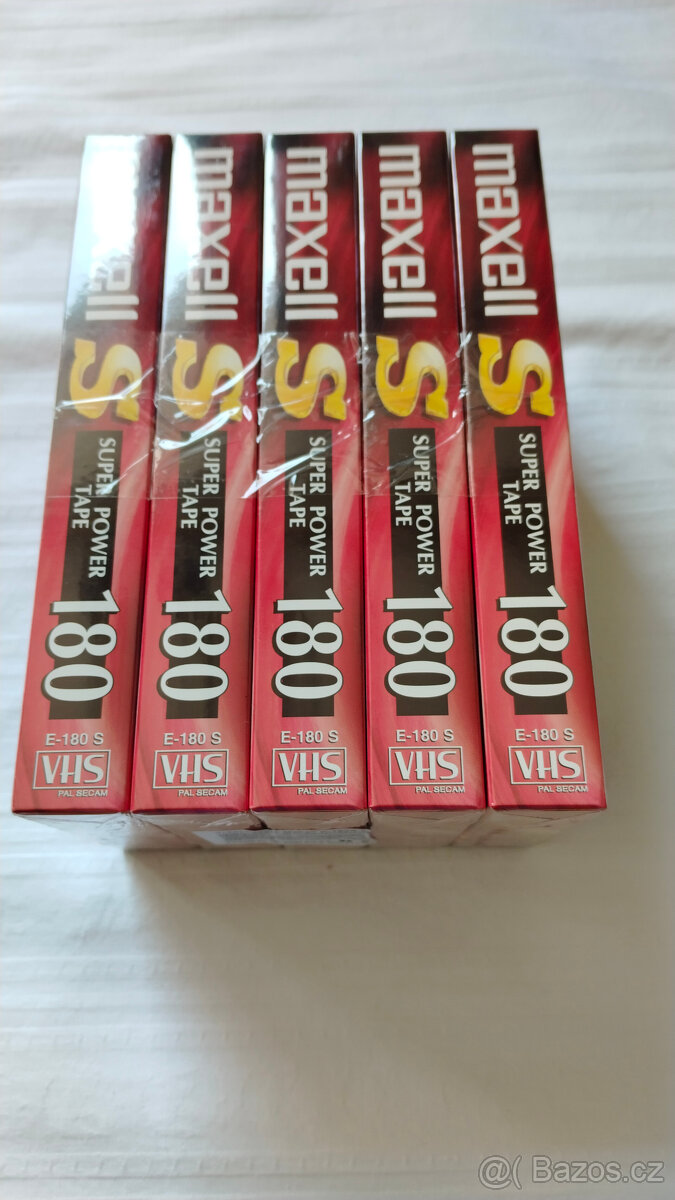 maxell
S
SUPER POWER
TAPE
180
E-180 S
VHS
PAL SECAM
maxell
S
SUPER POWER
TAPE
180
E-180 S
VHS
PAL SECAM
maxell
S
SUPER POWER
TAPE
180
E-180 S
VHS
PAL SECAM
maxell
S
SUPER POWER
TAPE
180
E-180 S
VHS
PAL SECAM
maxell
S
SUPER POWER
TAPE
180
E-180 S
VHS
PAL SECAM
@( Bazos.cz